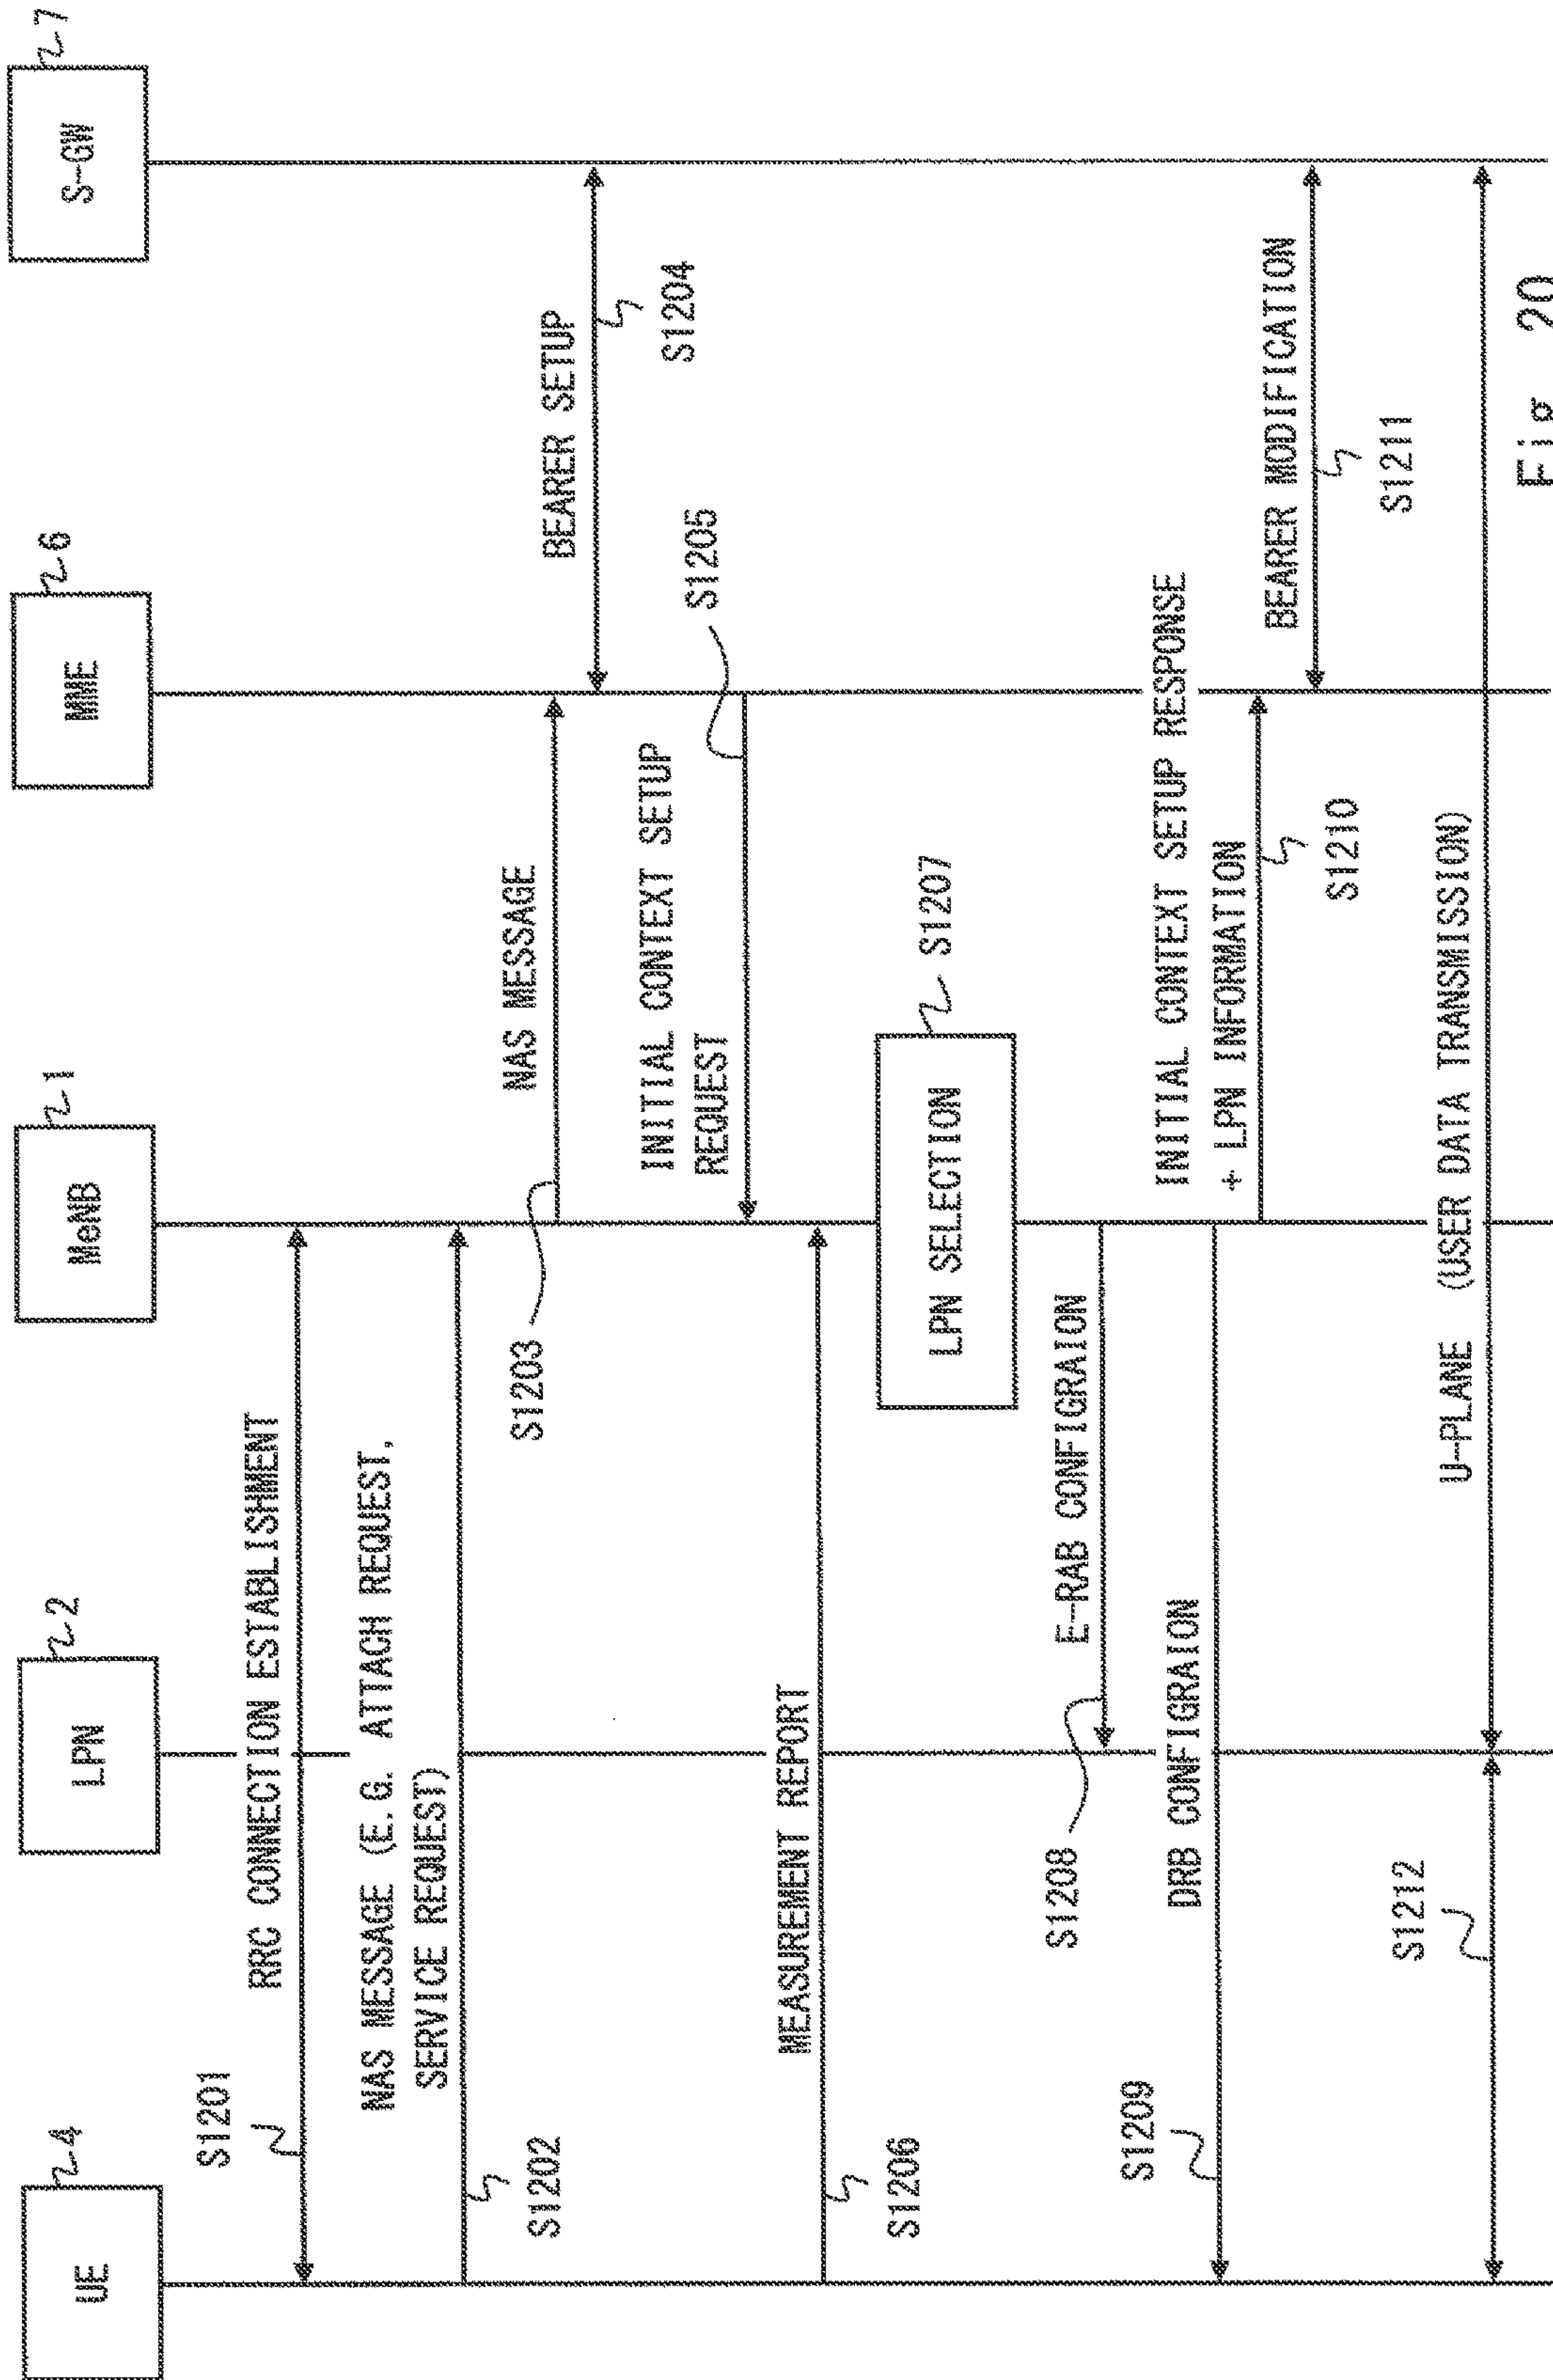 UE
4
LPN
2
MeNB
1
MME
6
S-GW
7
S1201
RRC CONNECTION ESTABLISHMENT
NAS MESSAGE (E.G. ATTACH REQUEST,
SERVICE REQUEST)
S1202
S1203
NAS MESSAGE
BEARER SETUP
S1204
S1205
INITIAL CONTEXT SETUP
REQUEST
MEASUREMENT REPORT
S1206
LPN SELECTION
S1207
E-RAB CONFIGRAION
S1208
DRB CONFIGRAION
S1209
INITIAL CONTEXT SETUP RESPONSE
+ LPN INFORMATION
S1210
BEARER MODIFICATION
S1211
S1212
U-PLANE (USER DATA TRANSMISSION)
Fig. 20